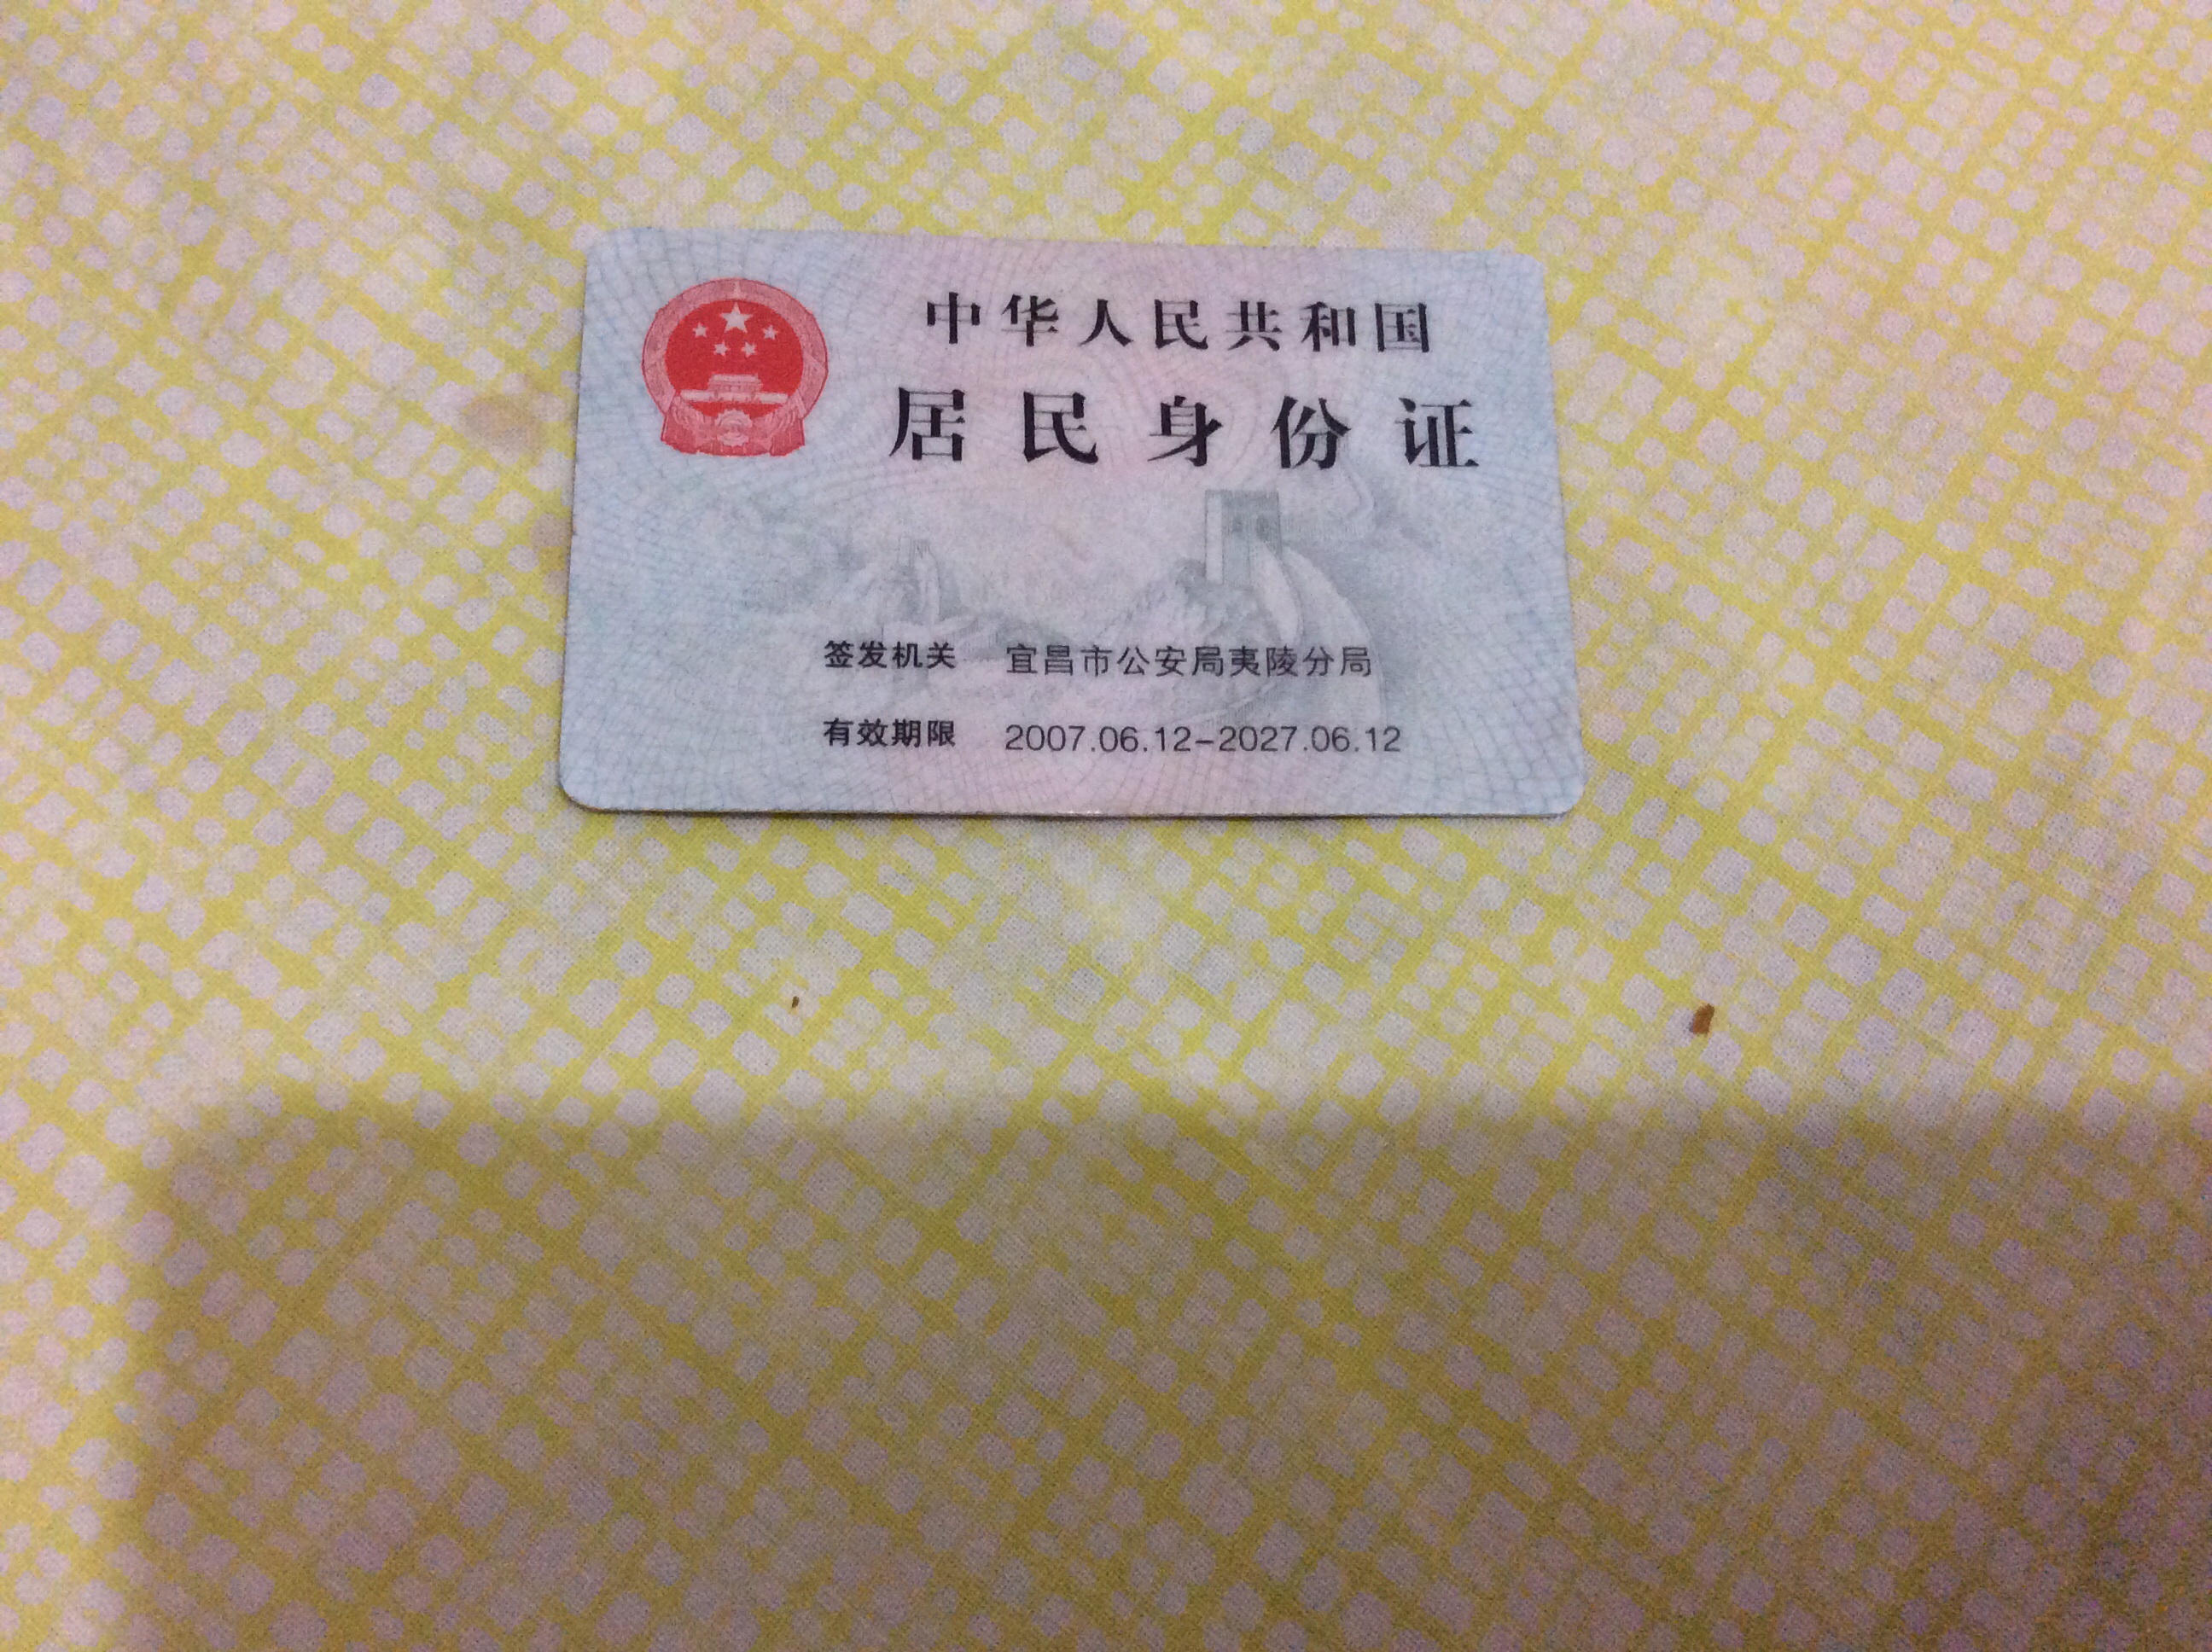 中华人民共和国
居民身份证
签发机关 宜昌市公安局夷陵分局
有效期限 2007.06.12-2027.06.12